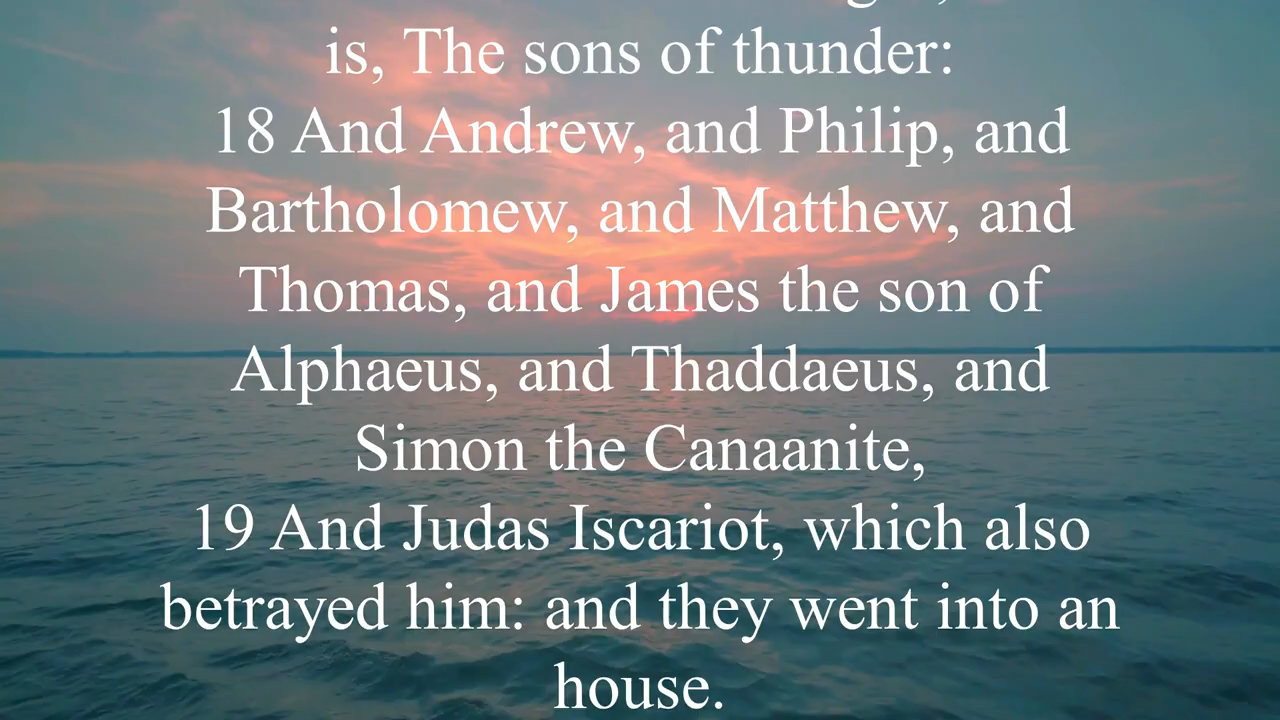 is, The sons of thunder:
18 And Andrew, and Philip, and
Bartholomew, and Matthew, and
Thomas, and James the son of
Alphaeus, and Thaddaeus, and
Simon the Canaanite,
19 And Judas Iscariot, which also
betrayed him: and they went into an
house.